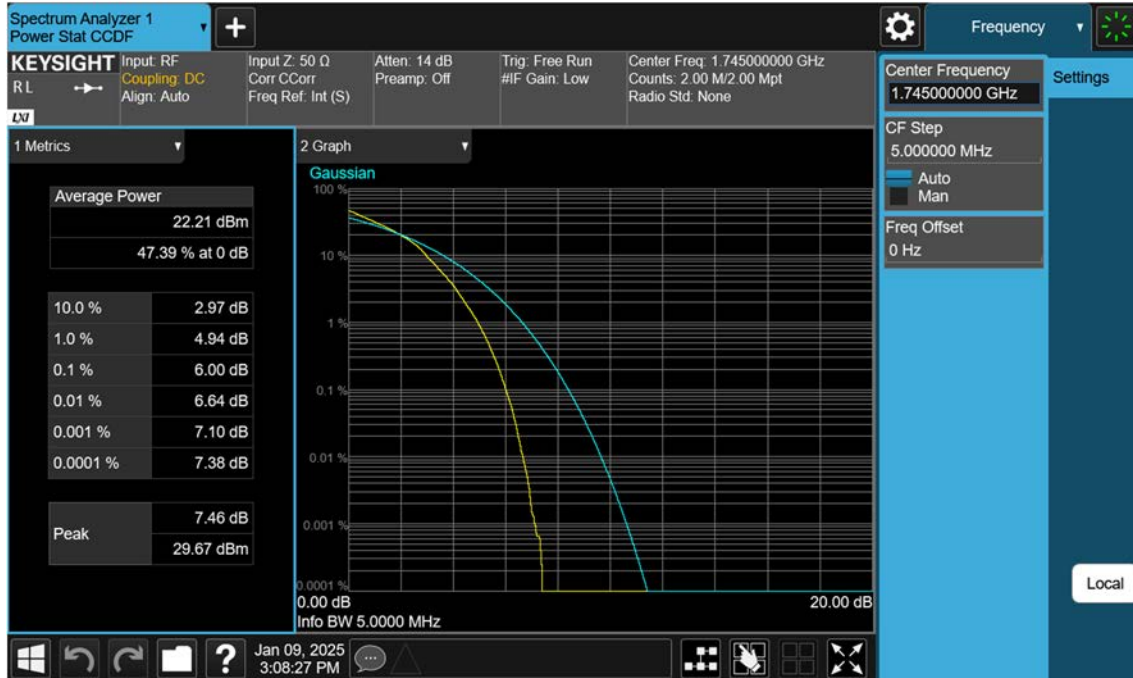 Spectrum Analyzer 1
Power Stat CCDF
Frequency
KEYSIGHT
R L
LXI
Input: RF
Coupling: DC
Align: Auto
Input Z: 50 Ω
Corr CCorr
Freq Ref: Int (S)
Atten: 14 dB
Preamp: Off
Trig: Free Run
#IF Gain: Low
Center Freq: 1.745000000 GHz
Counts: 2.00 M/2.00 Mpt
Radio Std: None
Center Frequency
1.745000000 GHz
Settings
CF Step
5.000000 MHz
Auto
Man
Freq Offset
0 Hz
1 Metrics
Average Power
22.21 dBm
47.39 % at 0 dB
10.0 % 2.97 dB
1.0 % 4.94 dB
0.1 % 6.00 dB
0.01 % 6.64 dB
0.001 % 7.10 dB
0.0001 % 7.38 dB
Peak
7.46 dB
29.67 dBm
2 Graph
Gaussian
100 %
10 %
1 %
0.1 %
0.01 %
0.001 %
0.0001 %
0.00 dB 20.00 dB
Info BW 5.0000 MHz
Local
?
Jan 09, 2025
3:08:27 PM